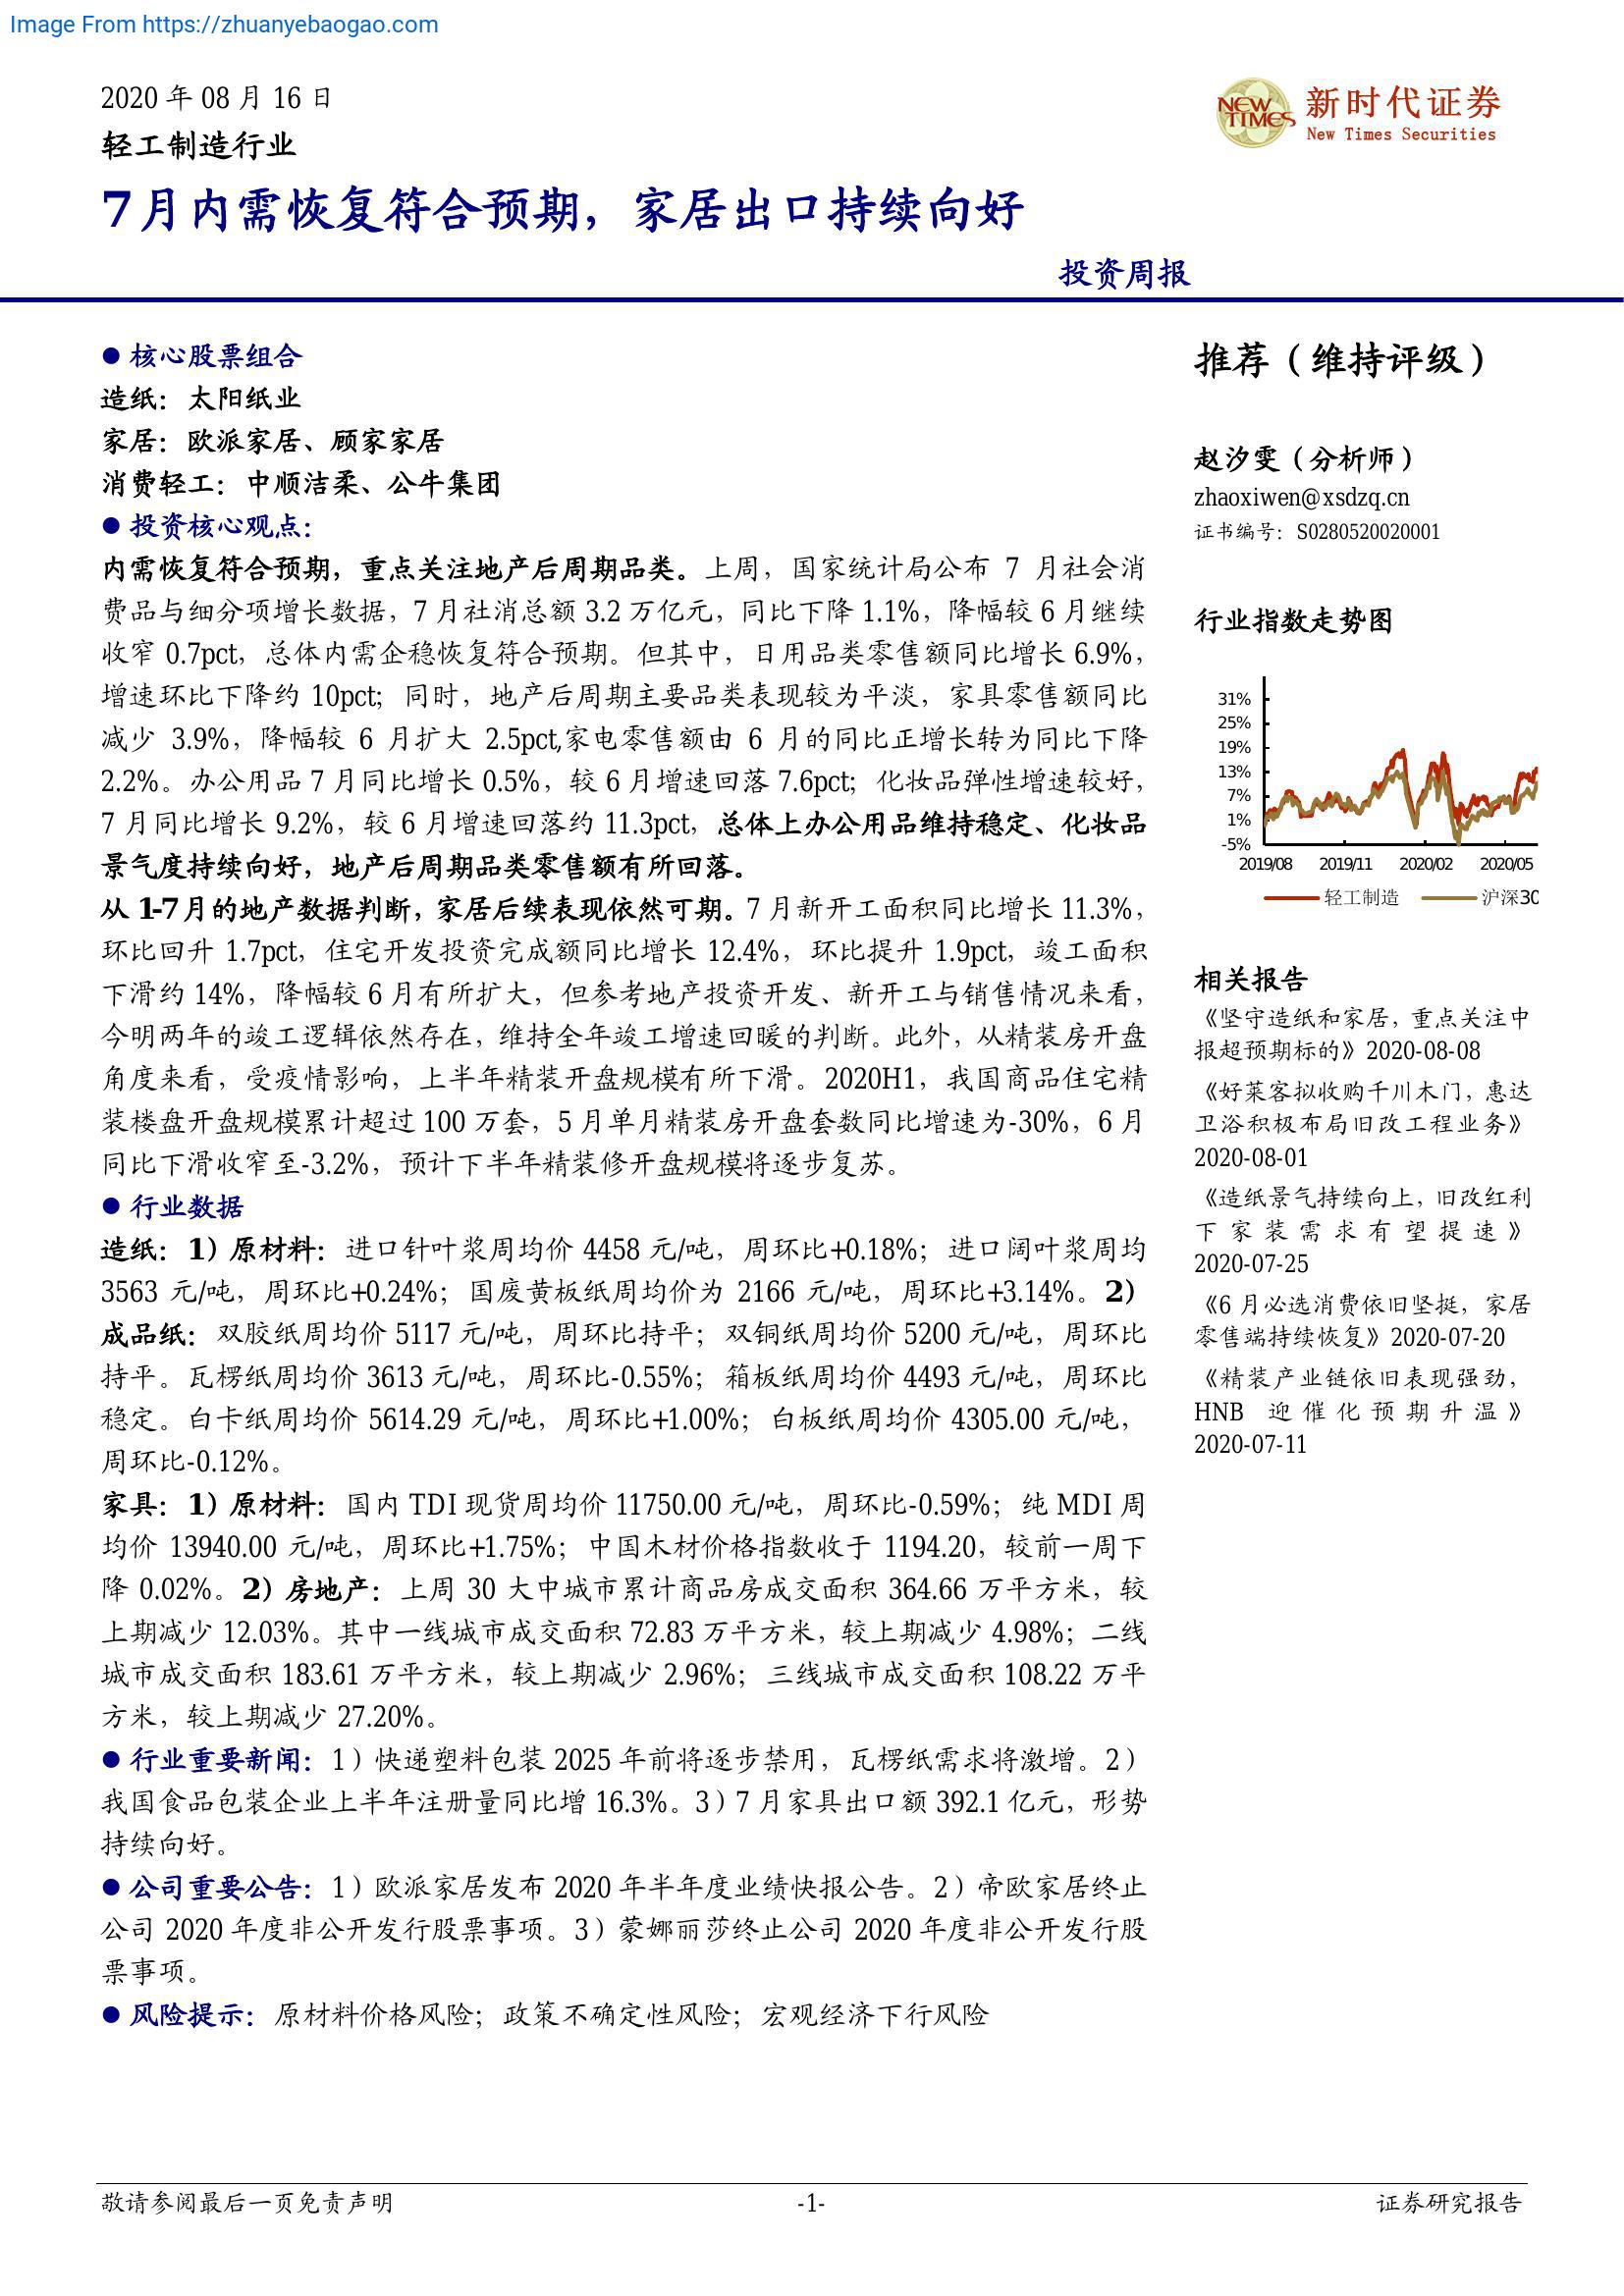 Image From https://zhuanyebaogao.com
2020 年 08 月 16 日
轻工制造行业
NEW TIMES
新时代证券
New Times Securities
7月内需恢复符合预期，家居出口持续向好
投资周报
● 核心股票组合
造纸：太阳纸业
家居：欧派家居、顾家家居
消费轻工：中顺洁柔、公牛集团
● 投资核心观点：
内需恢复符合预期，重点关注地产后周期品类。上周，国家统计局公布 7 月社会消
费品与细分项增长数据，7 月社消总额 3.2 万亿元，同比下降 1.1%，降幅较 6 月继续
收窄 0.7pct，总体内需企稳恢复符合预期。但其中，日用品类零售额同比增长 6.9%，
增速环比下降约 10pct；同时，地产后周期主要品类表现较为平淡，家具零售额同比
减少 3.9%，降幅较 6 月扩大 2.5pct,家电零售额由 6 月的同比正增长转为同比下降
2.2%。办公用品 7 月同比增长 0.5%，较 6 月增速回落 7.6pct；化妆品弹性增速较好，
7 月同比增长 9.2%，较 6 月增速回落约 11.3pct，总体上办公用品维持稳定、化妆品
景气度持续向好，地产后周期品类零售额有所回落。
从 1-7 月的地产数据判断，家居后续表现依然可期。7 月新开工面积同比增长 11.3%，
环比回升 1.7pct，住宅开发投资完成额同比增长 12.4%，环比提升 1.9pct，竣工面积
下滑约 14%，降幅较 6 月有所扩大，但参考地产投资开发、新开工与销售情况来看，
今明两年的竣工逻辑依然存在，维持全年竣工增速回暖的判断。此外，从精装房开盘
角度来看，受疫情影响，上半年精装开盘规模有所下滑。2020H1，我国商品住宅精
装楼盘开盘规模累计超过 100 万套，5 月单月精装房开盘套数同比增速为-30%，6 月
同比下滑收窄至-3.2%，预计下半年精装修开盘规模将逐步复苏。
● 行业数据
造纸：1）原材料：进口针叶浆周均价 4458 元/吨，周环比+0.18%；进口阔叶浆周均
3563 元/吨，周环比+0.24%；国废黄板纸周均价为 2166 元/吨，周环比+3.14%。2）
成品纸：双胶纸周均价 5117 元/吨，周环比持平；双铜纸周均价 5200 元/吨，周环比
持平。瓦楞纸周均价 3613 元/吨，周环比-0.55%；箱板纸周均价 4493 元/吨，周环比
稳定。白卡纸周均价 5614.29 元/吨，周环比+1.00%；白板纸周均价 4305.00 元/吨，
周环比-0.12%。
家具：1）原材料：国内 TDI 现货周均价 11750.00 元/吨，周环比-0.59%；纯 MDI 周
均价 13940.00 元/吨，周环比+1.75%；中国木材价格指数收于 1194.20，较前一周下
降 0.02%。2）房地产：上周 30 大中城市累计商品房成交面积 364.66 万平方米，较
上期减少 12.03%。其中一线城市成交面积 72.83 万平方米，较上期减少 4.98%；二线
城市成交面积 183.61 万平方米，较上期减少 2.96%；三线城市成交面积 108.22 万平
方米，较上期减少 27.20%。
● 行业重要新闻：1）快递塑料包装 2025 年前将逐步禁用，瓦楞纸需求将激增。2）
我国食品包装企业上半年注册量同比增 16.3%。3）7 月家具出口额 392.1 亿元，形势
持续向好。
● 公司重要公告：1）欧派家居发布 2020 年半年度业绩快报公告。2）帝欧家居终止
公司 2020 年度非公开发行股票事项。3）蒙娜丽莎终止公司 2020 年度非公开发行股
票事项。
● 风险提示：原材料价格风险；政策不确定性风险；宏观经济下行风险
推荐（维持评级）
赵汐雯（分析师）
zhaoxiwen@xsdzq.cn
证书编号：S0280520020001
行业指数走势图
31%
25%
19%
13%
7%
1%
-5%
2019/08 2019/11 2020/02 2020/05
轻工制造 沪深30
相关报告
《坚守造纸和家居，重点关注中
报超预期标的》2020-08-08
《好莱客拟收购千川木门，惠达
卫浴积极布局旧改工程业务》
2020-08-01
《造纸景气持续向上，旧改红利
下家装需求有望提速》
2020-07-25
《6 月必选消费依旧坚挺，家居
零售端持续恢复》2020-07-20
《精装产业链依旧表现强劲，
HNB 迎催化预期升温》
2020-07-11
敬请参阅最后一页免责声明
-1-
证券研究报告